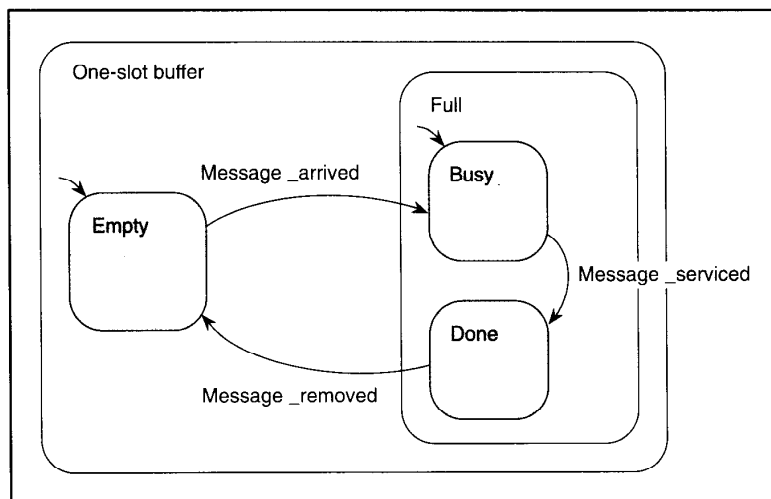 One-slot buffer
Full
Message _arrived
Busy
Empty
Message _serviced
Done
Message _removed